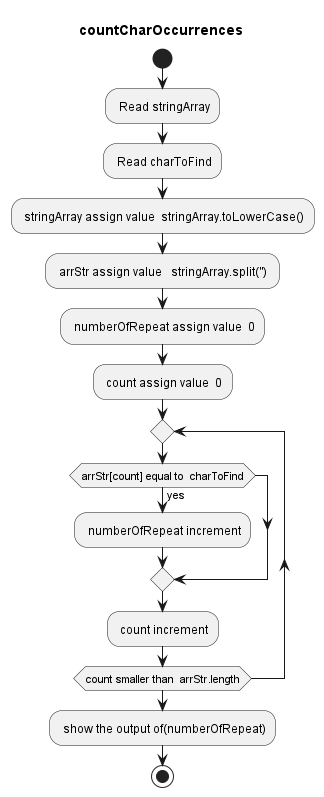 countCharOccurrences
Read stringArray
Read charToFind
stringArray assign value  stringArray.toLowerCase()
arrStr assign value   stringArray.split('')
numberOfRepeat assign value  0
count assign value  0
arrStr[count] equal to  charToFind
yes
numberOfRepeat increment
count increment
count smaller than  arrStr.length
show the output of(numberOfRepeat)